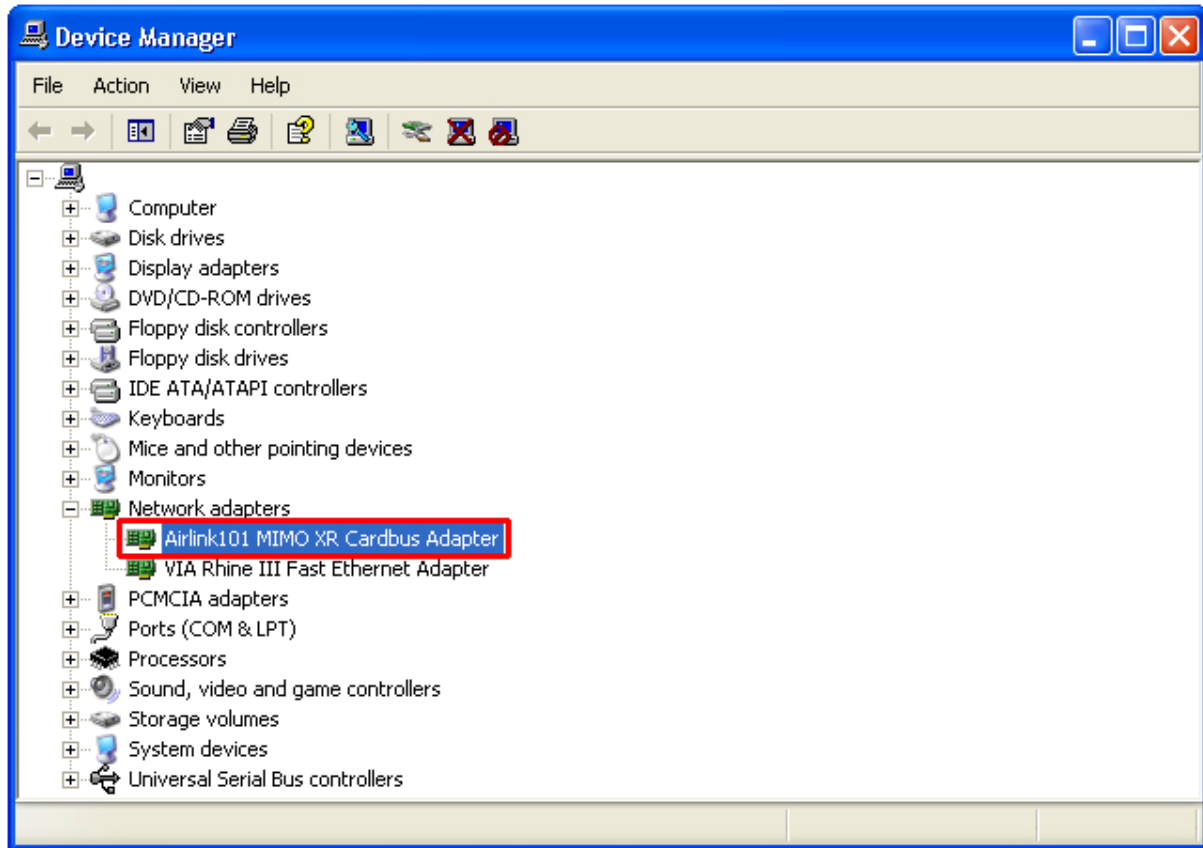 Device Manager
File Action View Help
Computer
Disk drives
Display adapters
DVD/CD-ROM drives
Floppy disk controllers
Floppy disk drives
IDE ATA/ATAPI controllers
Keyboards
Mice and other pointing devices
Monitors
Network adapters
Airlink101 MIMO XR Cardbus Adapter
VIA Rhine III Fast Ethernet Adapter
PCMCIA adapters
Ports (COM & LPT)
Processors
Sound, video and game controllers
Storage volumes
System devices
Universal Serial Bus controllers